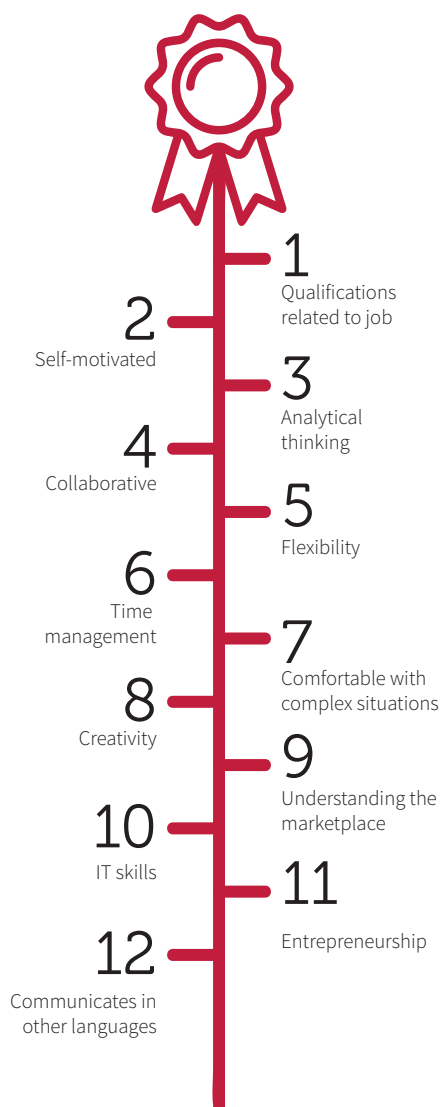 1
Qualifications
related to job
2
Self-motivated
3
Analytical
thinking
4
Collaborative
5
Flexibility
6
Time
management
7
Comfortable with
complex situations
8
Creativity
9
Understanding the
marketplace
10
IT skills
11
Entrepreneurship
12
Communicates in
other languages